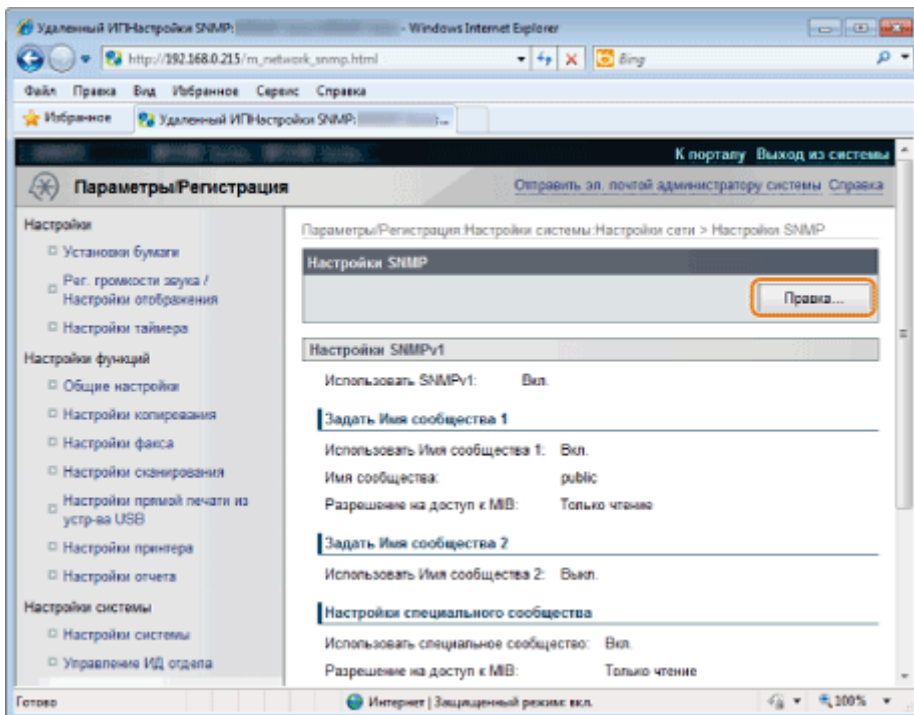 Удаленный ИПНастройки SNMP: - Windows Internet Explorer
http://192.168.0.215/m_network_snmp.html
Bing
Файл Правка Вид Избранное Сервис Справка
Избранное
Удаленный ИПНастройки SNMP: :...
К порталу Выход из системы
Параметры/Регистрация
Отправить эл. почтой администратору системы Справка
Настройки
Установки бумаги
Рег. громкости звука /
Настройки отображения
Настройки таймера
Настройки функций
Общие настройки
Настройки копирования
Настройки факса
Настройки сканирования
Настройки прямой печати из
устр-ва USB
Настройки принтера
Настройки отчета
Настройки системы
Настройки системы
Управление ИД отдела
Параметры/Регистрация:Настройки системы:Настройки сети > Настройки SNMP
Настройки SNMP
Правка...
Настройки SNMPv1
Использовать SNMPv1: Вкл.
Задать Имя сообщества 1
Использовать Имя сообщества 1: Вкл.
Имя сообщества: public
Разрешение на доступ к MIB: Только чтение
Задать Имя сообщества 2
Использовать Имя сообщества 2: Выкл.
Настройки специального сообщества
Использовать специальное сообщество: Вкл.
Разрешение на доступ к MIB: Только чтение
Готово
Интернет | Защищенный режим: вкл.
100%